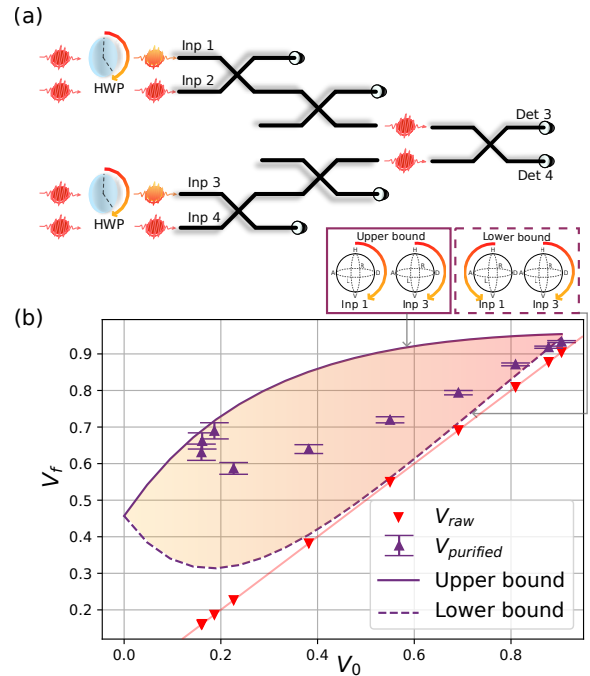 (a)
Inp 1
HWP
Inp 2
Det 3
Det 4
Inp 3
HWP
Inp 4
Upper bound
Lower bound
H H H H
A R D A R D A R D A R D
L L L L
V V V V
Inp 1 Inp 3 Inp 1 Inp 3
(b)
0.9
0.8
0.7
0.6
0.5
0.4
0.3
0.2
V_f
V_raw
V_purified
Upper bound
Lower bound
0.0 0.2 0.4 0.6 0.8
V_0